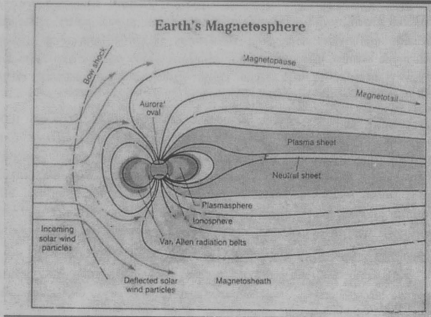 Earth's Magnetosphere
Bow shock
Magnetopause
Magnetotail
Auroral
oval
Plasma sheet
Neutral sheet
Plasmasphere
Ionosphere
Van Allen radiation belts
Incoming
solar wind
particles
Deflected solar
wind particles
Magnetosheath